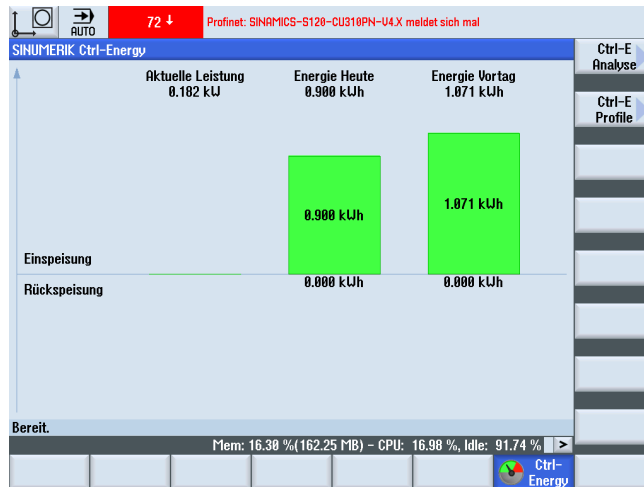 AUTO
72 ↓
Profinet: SINAMICS-S120-CU310PN-V4.X meldet sich mal
SINUMERIK Ctrl-Energy
Ctrl-E
Analyse
Aktuelle Leistung
0.182 kW
Energie Heute
0.900 kWh
Energie Vortag
1.071 kWh
Ctrl-E
Profile
0.900 kWh
1.071 kWh
Einspeisung
Rückspeisung
0.000 kWh
0.000 kWh
Bereit.
Mem: 16.30 %(162.25 MB) - CPU: 16.98 %, Idle: 91.74 % >
Ctrl-
Energy